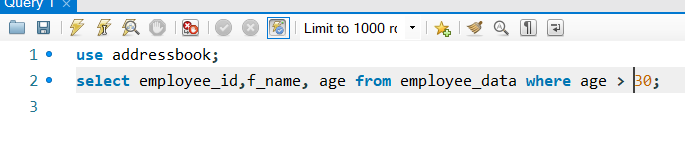 Query 1
Limit to 1000 rc
1 use addressbook;
2 select employee_id,f_name, age from employee_data where age > 30;
3